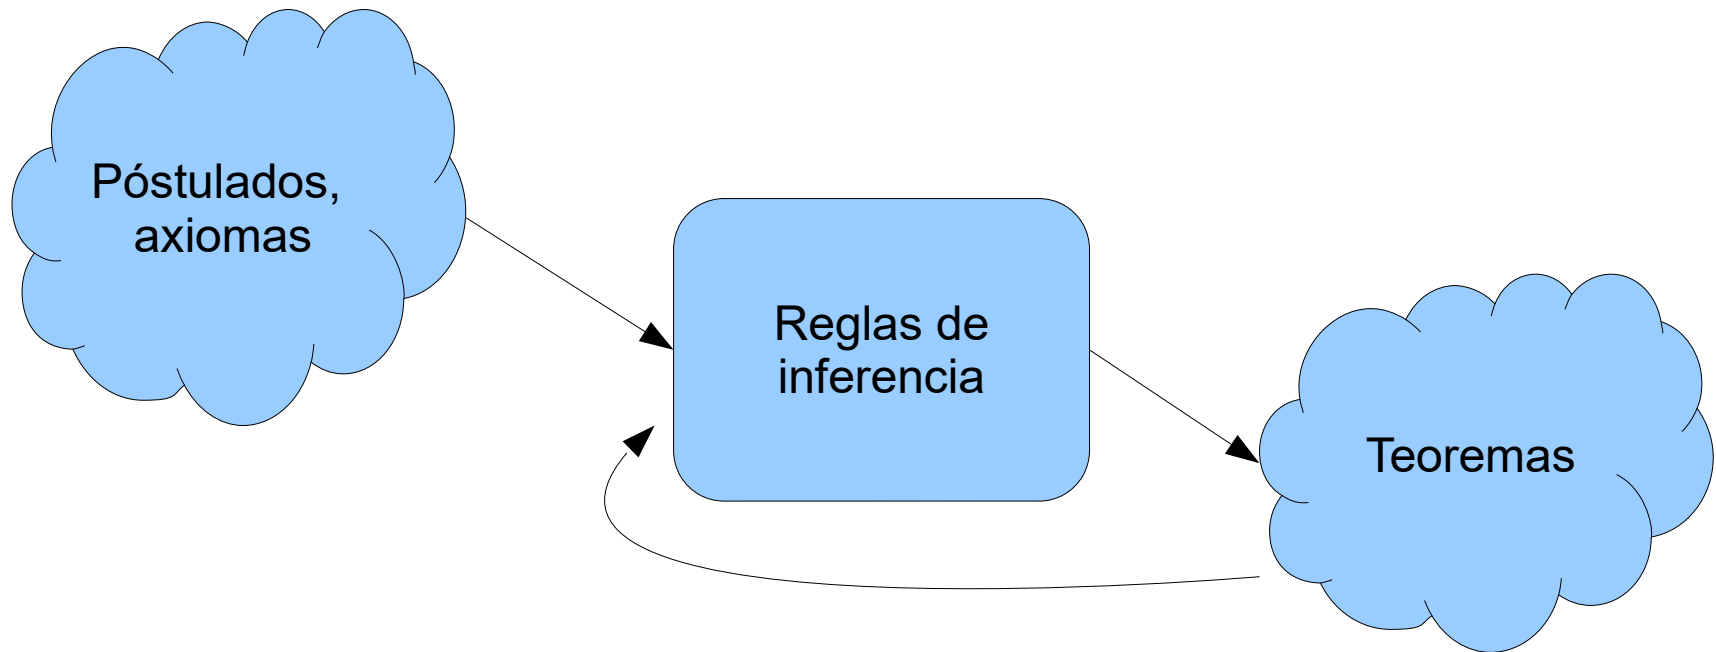 Póstulados,
axiomas
Reglas de
inferencia
Teoremas